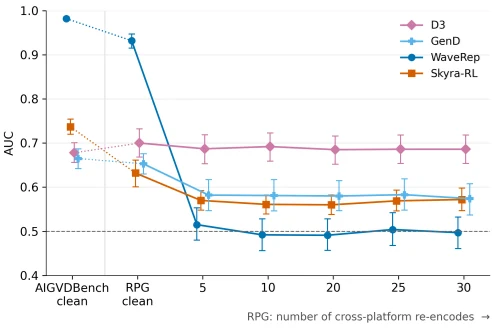 1.0
0.9
0.8
0.7
0.6
0.5
0.4
AUC
D3
GenD
WaveRep
Skyra-RL
AIGVDBench
clean
RPG
clean
5
10
20
25
30
RPG: number of cross-platform re-encodes →